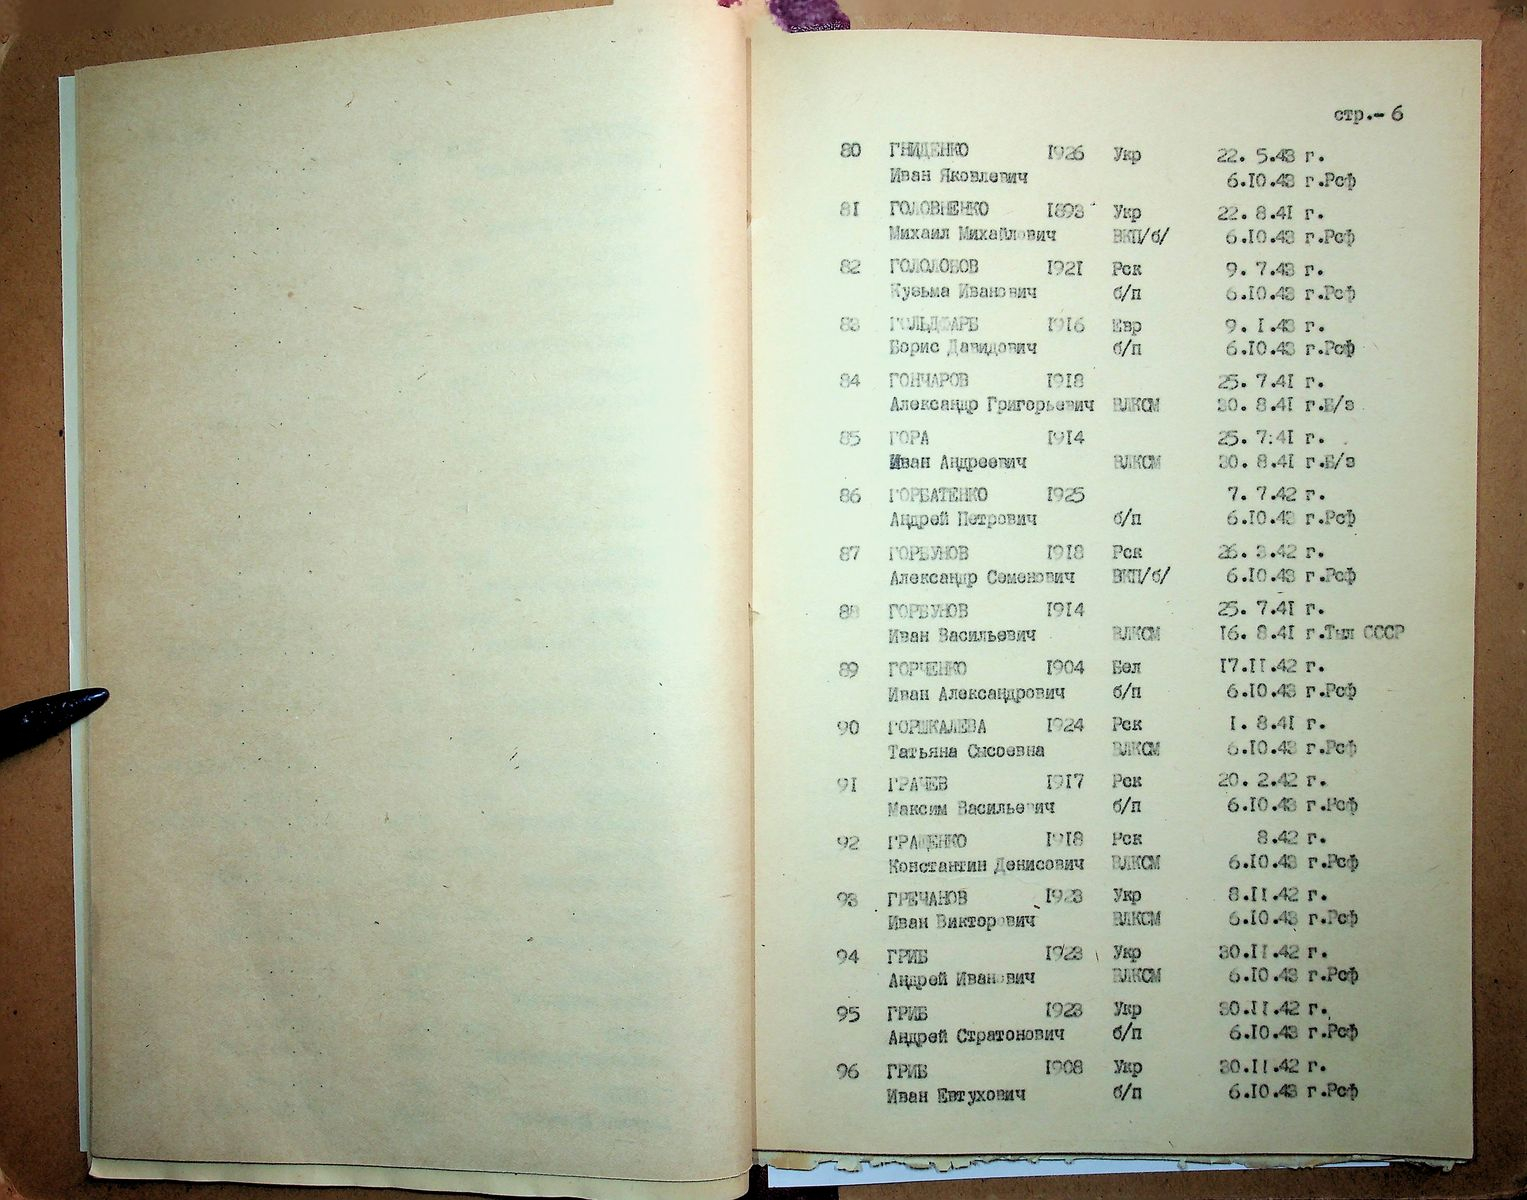 стр.- 6
80 ГНИДЕНКО 1926 Укр 22. 5.43 г.
Иван Яковлевич 6.10.43 г.Рсф
81 ГОЛОВНЕНКО 1893 Укр 22. 8.41 г.
Михаил Михайлович ВКП/б/ 6.10.43 г.Рсф
82 ГОЛОЛОБОВ 1921 Рск 9. 7.43 г.
Кузьма Иванович б/п 6.10.43 г.Рсф
83 ГОЛЬДФАРБ 1916 Евр 9. 1.43 г.
Борис Давидович б/п 6.10.43 г.Рсф
84 ГОНЧАРОВ 1918 25. 7.41 г.
Александр Григорьевич ВЛКСМ 30. 8.41 г.Б/з
85 ГОРА 1914 25. 7.41 г.
Иван Андреевич ВЛКСМ 30. 8.41 г.Б/з
86 ГОРБАТЕНКО 1925 7. 7.42 г.
Андрей Петрович б/п 6.10.43 г.Рсф
87 ГОРБУНОВ 1918 Рск 26. 3.42 г.
Александр Семенович ВКП/б/ 6.10.43 г.Рсф
88 ГОРБУНОВ 1914 25. 7.41 г.
Иван Васильевич ВЛКСМ 16. 8.41 г.Тыл СССР
89 ГОРЧЕНКО 1904 Бел 17.11.42 г.
Иван Александрович б/п 6.10.43 г.Рсф
90 ГОРШКАЛЕВА 1924 Рск 1. 8.41 г.
Татьяна Сысоевна ВЛКСМ 6.10.43 г.Рсф
91 ГРАЧЕВ 1917 Рск 20. 2.42 г.
Максим Васильевич б/п 6.10.43 г.Рсф
92 ГРАЩЕНКО 1918 Рск 8.42 г.
Константин Денисович ВЛКСМ 6.10.43 г.Рсф
93 ГРЕЧАНОВ 1923 Укр 8.11.42 г.
Иван Викторович ВЛКСМ 6.10.43 г.Рсф
94 ГРИБ 1923 Укр 30.11.42 г.
Андрей Иванович ВЛКСМ 6.10.43 г.Рсф
95 ГРИБ 1923 Укр 30.11.42 г.
Андрей Стратонович б/п 6.10.43 г.Рсф
96 ГРИБ 1908 Укр 30.11.42 г.
Иван Евтухович б/п 6.10.43 г.Рсф